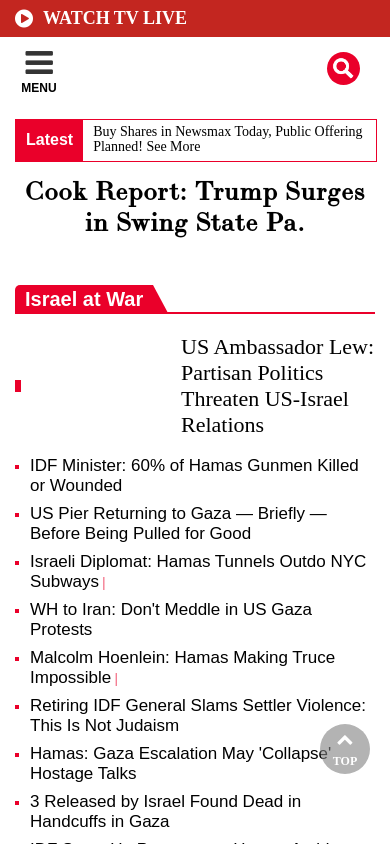 WATCH TV LIVE
MENU
Latest
Buy Shares in Newsmax Today, Public Offering
Planned! See More
Cook Report: Trump Surges
in Swing State Pa.
Israel at War
US Ambassador Lew:
Partisan Politics
Threaten US-Israel
Relations
IDF Minister: 60% of Hamas Gunmen Killed
or Wounded
US Pier Returning to Gaza — Briefly —
Before Being Pulled for Good
Israeli Diplomat: Hamas Tunnels Outdo NYC
Subways |
WH to Iran: Don't Meddle in US Gaza
Protests
Malcolm Hoenlein: Hamas Making Truce
Impossible |
Retiring IDF General Slams Settler Violence:
This Is Not Judaism
Hamas: Gaza Escalation May 'Collapse'
Hostage Talks
TOP
3 Released by Israel Found Dead in
Handcuffs in Gaza